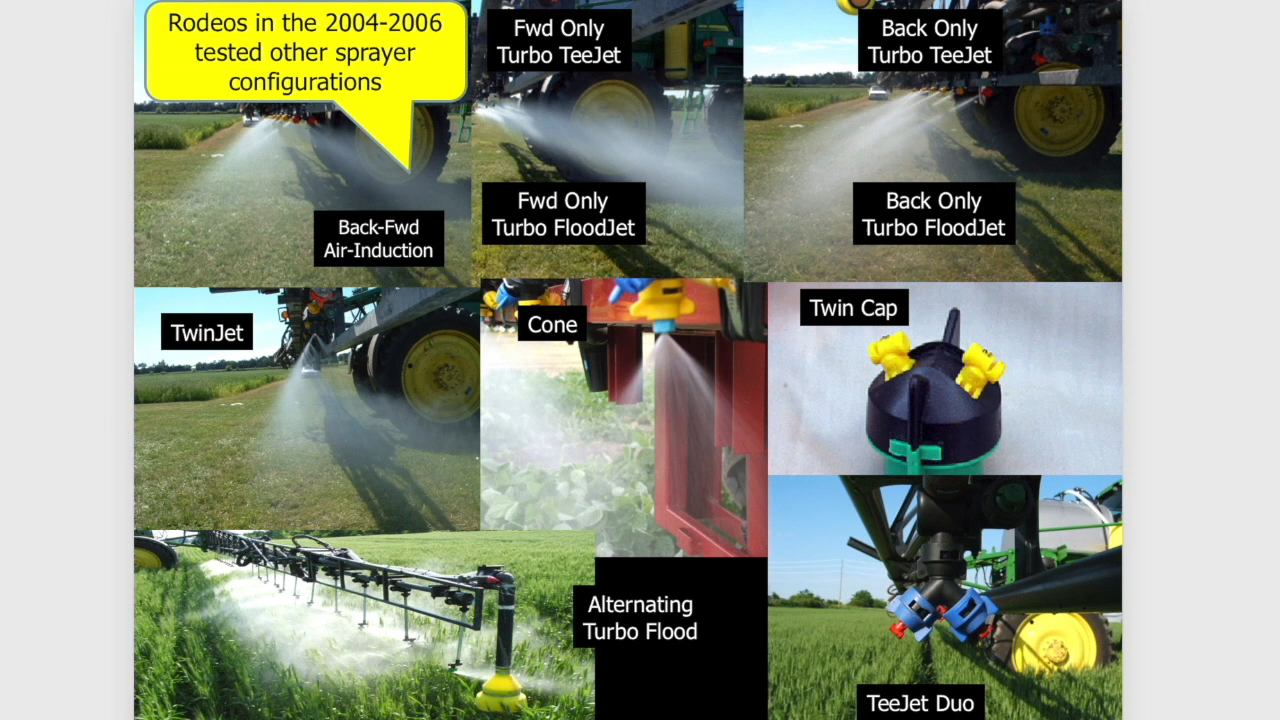 Rodeos in the 2004-2006
tested other sprayer
configurations
Fwd Only
Turbo TeeJet
Back Only
Turbo TeeJet
Back-Fwd
Air-Induction
Fwd Only
Turbo FloodJet
Back Only
Turbo FloodJet
TwinJet
Cone
Twin Cap
Alternating
Turbo Flood
TeeJet Duo